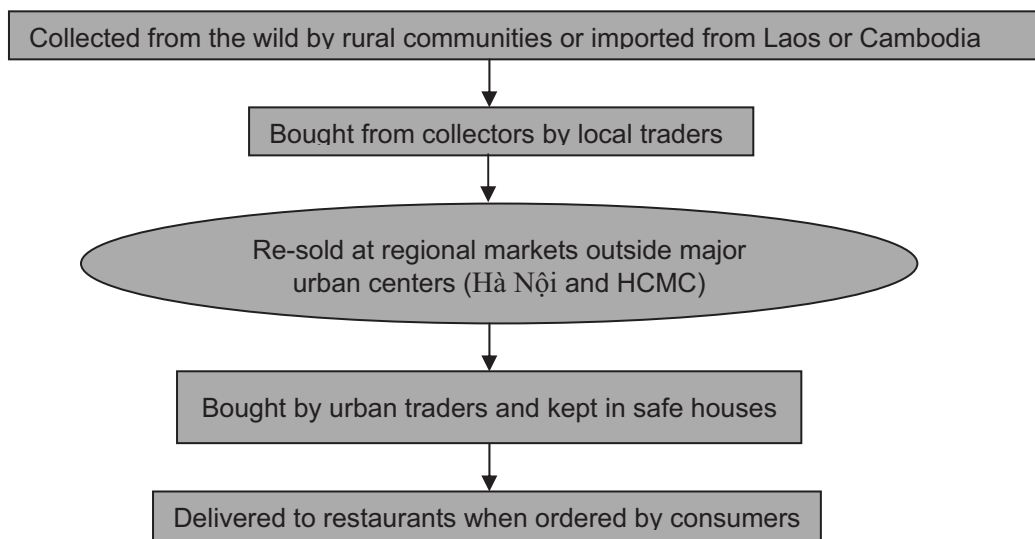 Collected from the wild by rural communities or imported from Laos or Cambodia
Bought from collectors by local traders
Re-sold at regional markets outside major
urban centers (Hà Nội and HCMC)
Bought by urban traders and kept in safe houses
Delivered to restaurants when ordered by consumers